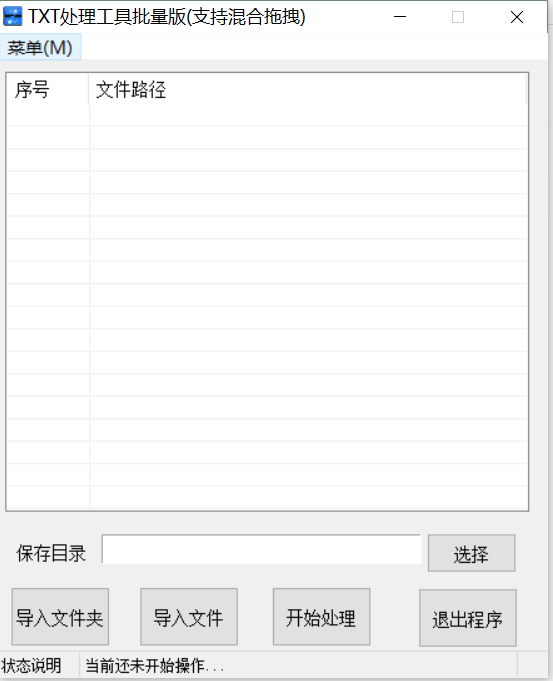 TXT处理工具批量版(支持混合拖拽)
菜单(M)
序号 文件路径
保存目录 选择
导入文件夹 导入文件 开始处理 退出程序
状态说明 当前还未开始操作...